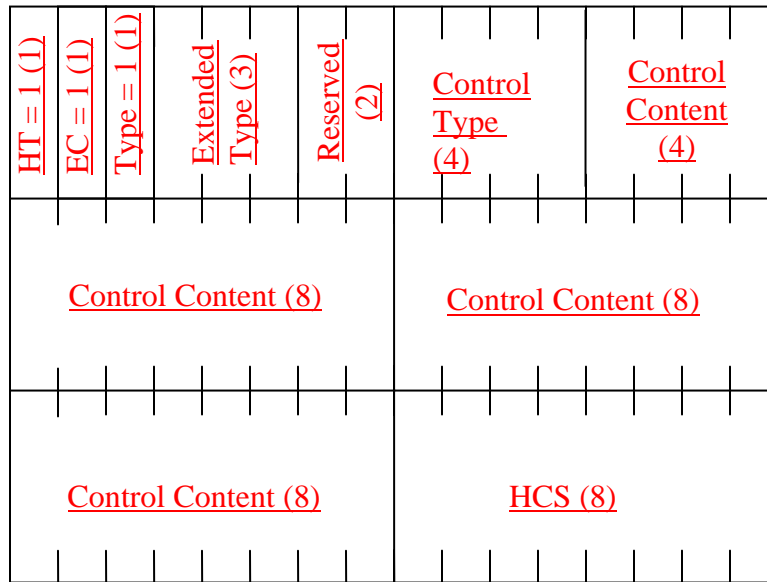 HT = 1 (1)
EC = 1 (1)
Type = 1 (1)
Extended
Type (3)
Reserved
(2)
Control
Type
(4)
Control
Content
(4)
Control Content (8)
Control Content (8)
Control Content (8)
HCS (8)